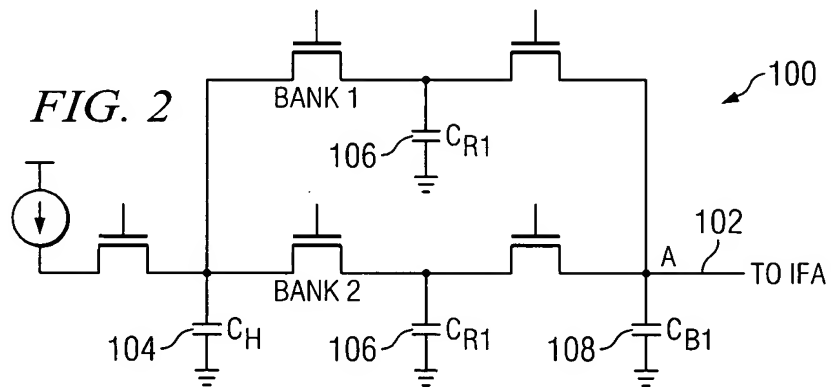 FIG. 2
BANK 1
106
C_R1
100
BANK 2
104
C_H
106
C_R1
A
102
TO IFA
108
C_B1